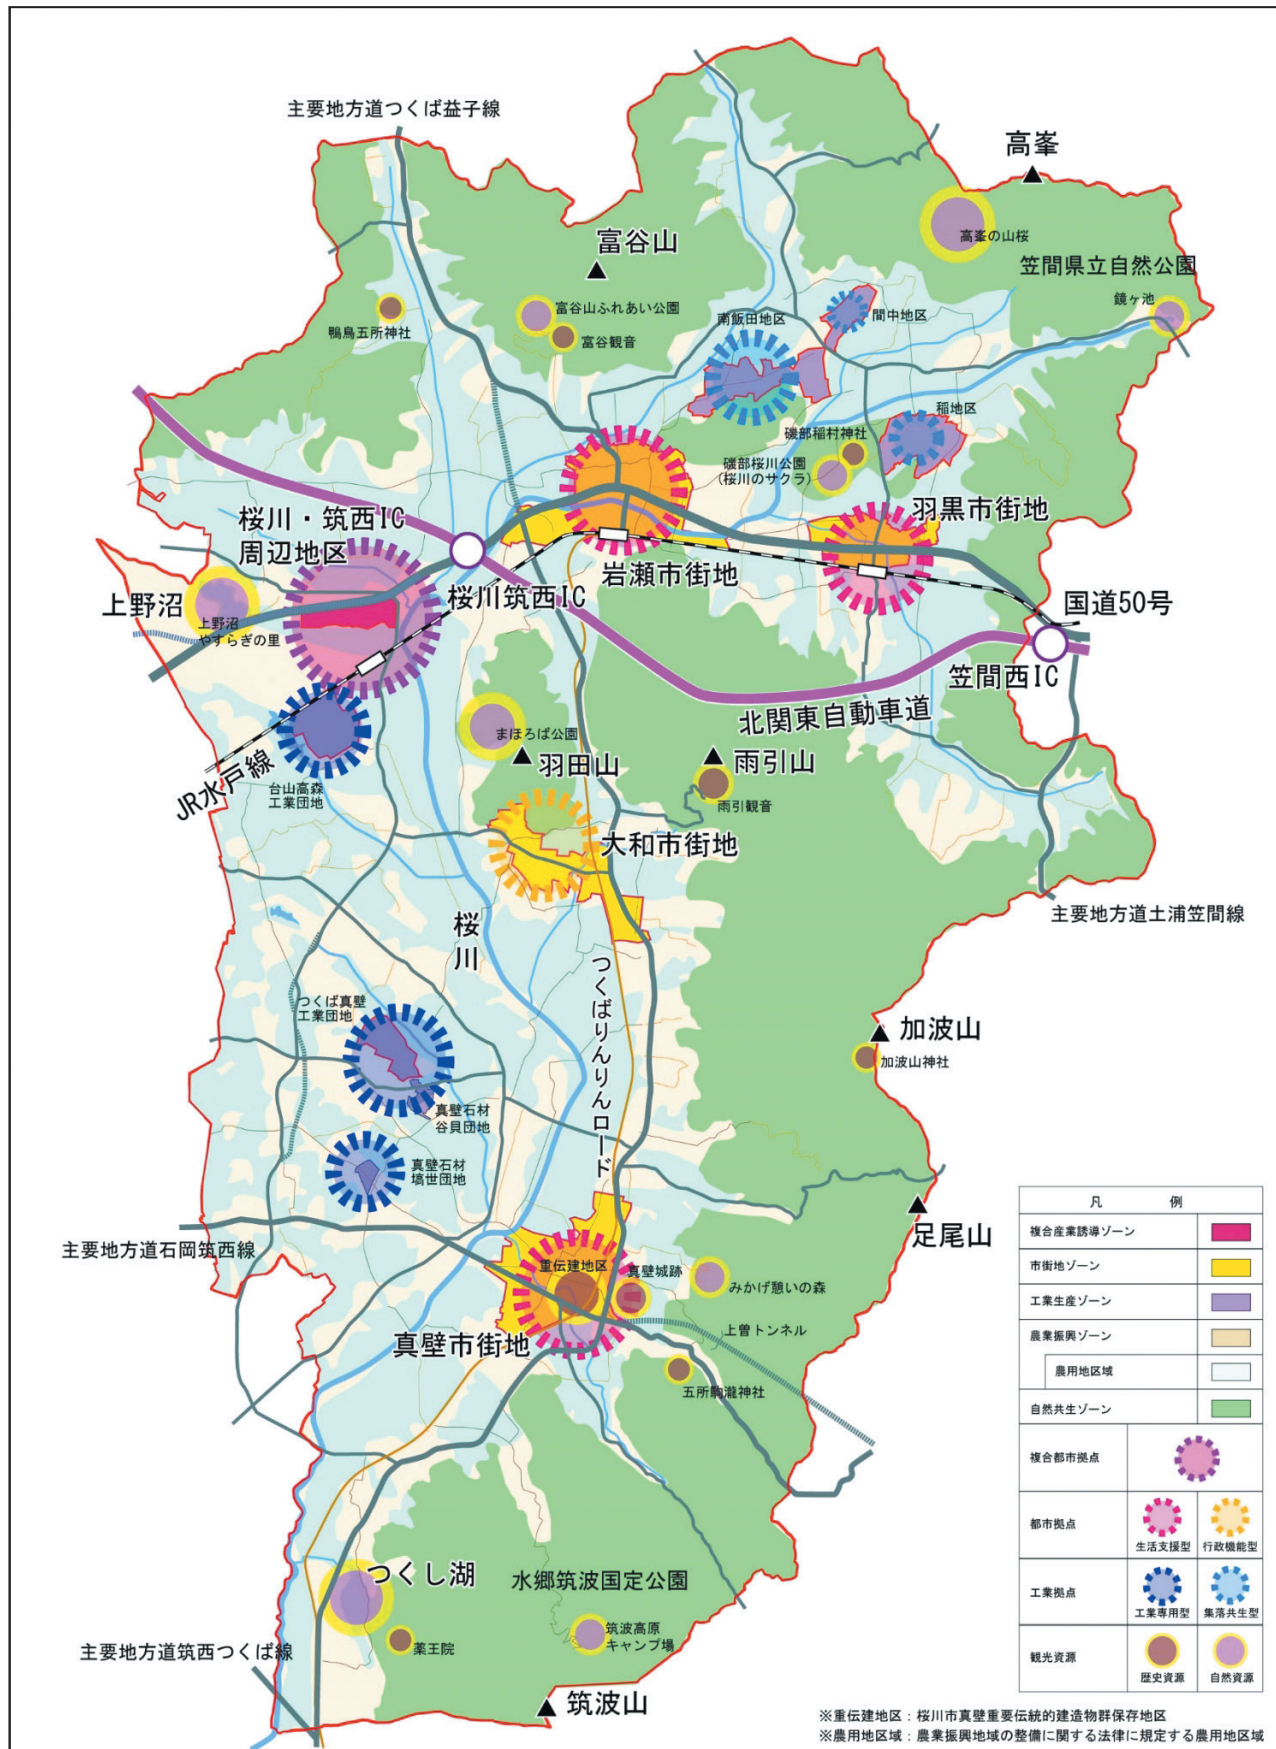 主要地方道つくば益子線
高峯
高峯の山桜
富谷山
笠間県立自然公園
鏡ヶ池
富谷山ふれあい公園
南飯田地区
間中地区
鴨鳥五所神社
富谷観音
稲地区
磯部稲村神社
磯部桜川公園
(桜川のサクラ)
羽黒市街地
桜川・筑西IC
周辺地区
岩瀬市街地
桜川筑西IC
上野沼
上野沼
やすらぎの里
国道50号
笠間西IC
北関東自動車道
まほろば公園
羽田山
雨引山
雨引観音
JR水戸線
台山高森
工業団地
大和市街地
主要地方道土浦笠間線
桜川
つくばりんりんロード
つくば真壁
工業団地
加波山
加波山神社
真壁石材
谷貝団地
真壁石材
塙世団地
足尾山
主要地方道石岡筑西線
重伝建地区
真壁城跡
みかげ憩いの森
真壁市街地
上曽トンネル
五所駒瀧神社
つくし湖
水郷筑波国定公園
薬王院
筑波高原
キャンプ場
主要地方道筑西つくば線
筑波山
凡 例
複合産業誘導ゾーン
市街地ゾーン
工業生産ゾーン
農業振興ゾーン
農用地区域
自然共生ゾーン
複合都市拠点
都市拠点
生活支援型 行政機能型
工業拠点
工業専用型 集落共生型
観光資源
歴史資源 自然資源
※重伝建地区:桜川市真壁重要伝統的建造物群保存地区
※農用地区域:農業振興地域の整備に関する法律に規定する農用地区域